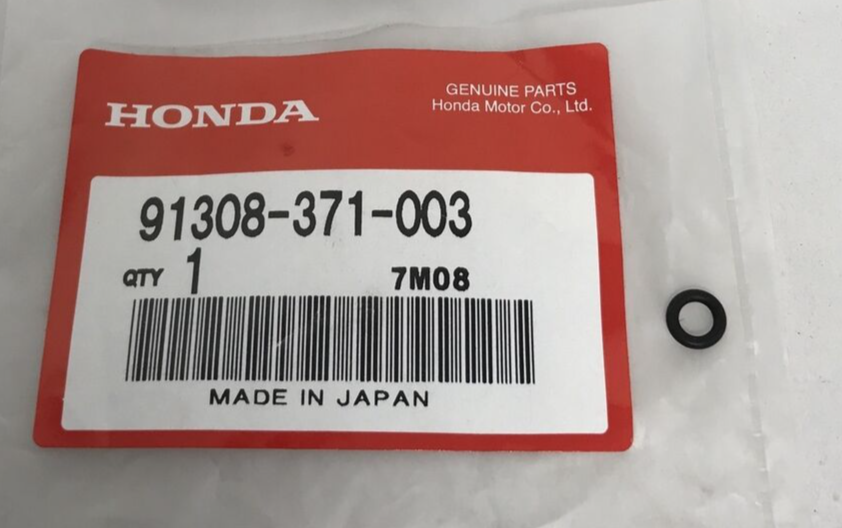 HONDA
GENUINE PARTS
Honda Motor Co., Ltd.
91308-371-003
QTY 1 7M08
MADE IN JAPAN